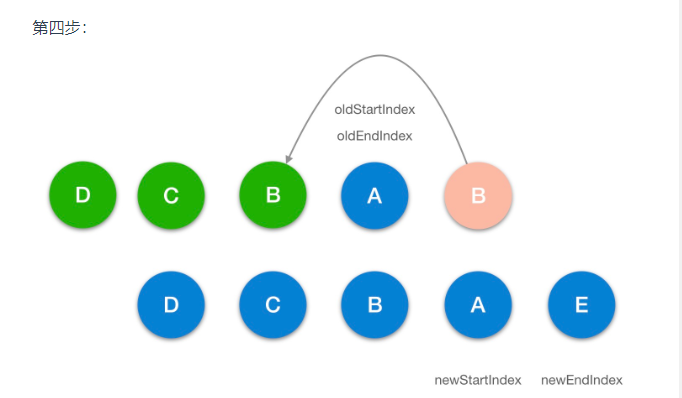 第四步：
oldStartIndex
oldEndIndex
D C B A B
D C B A E
newStartIndex newEndIndex